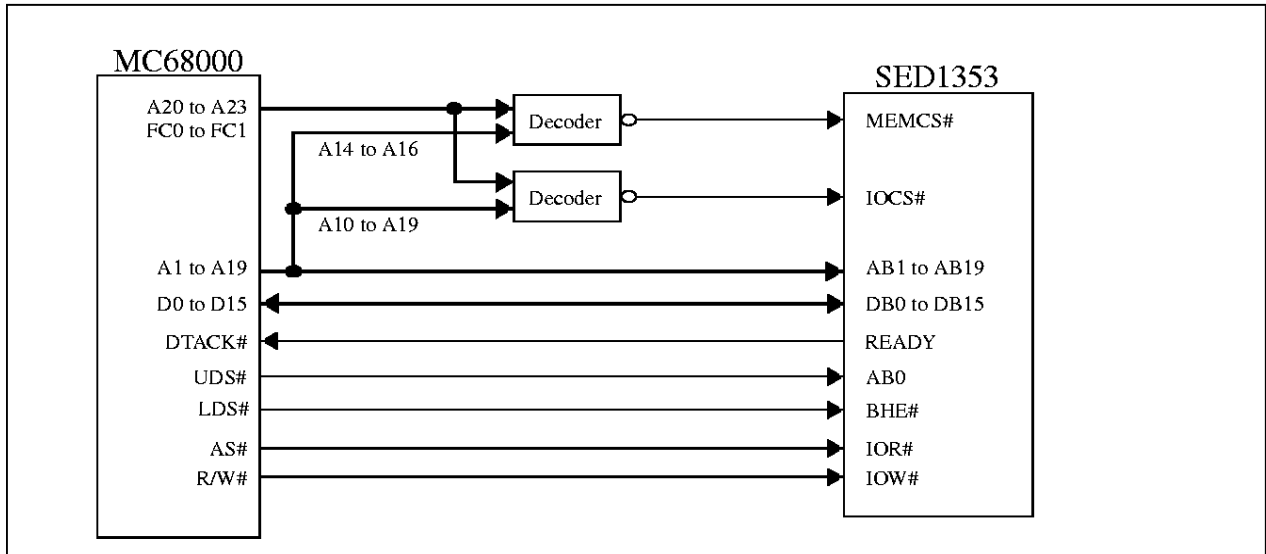 MC68000
SED1353
A20 to A23
FC0 to FC1
Decoder
MEMCS#
A14 to A16
Decoder
IOCS#
A10 to A19
A1 to A19
AB1 to AB19
D0 to D15
DB0 to DB15
DTACK#
READY
UDS#
AB0
LDS#
BHE#
AS#
IOR#
R/W#
IOW#